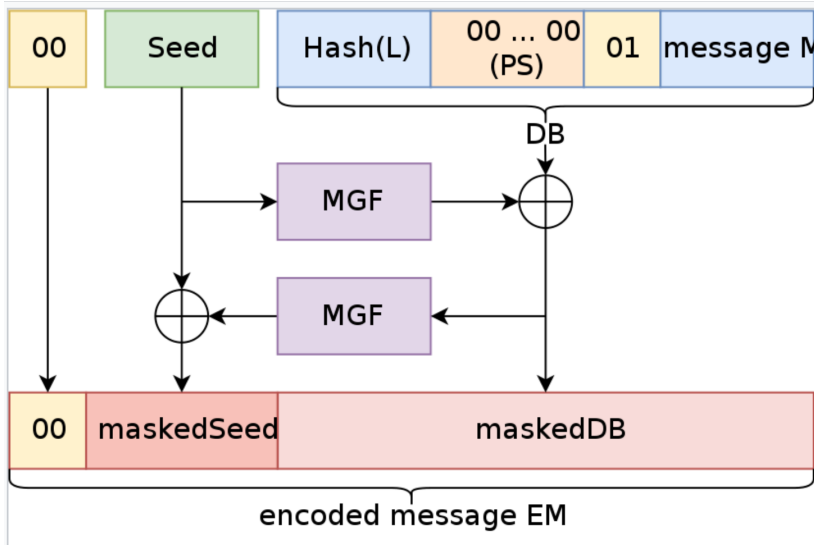 00
Seed
Hash(L)
00 ... 00
(PS)
01
message M
DB
MGF
MGF
00
maskedSeed
maskedDB
encoded message EM